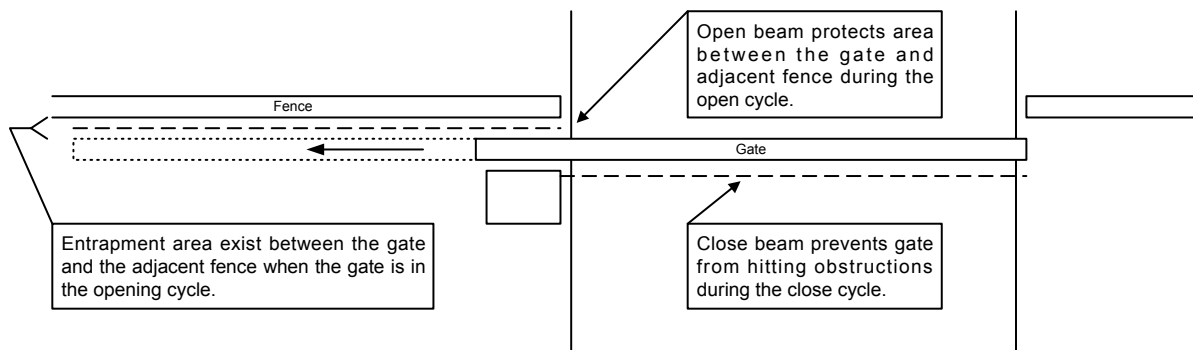 Open beam protects area
between the gate and
adjacent fence during the
open cycle.
Fence
Gate
Entrapment area exist between the gate
and the adjacent fence when the gate is in
the opening cycle.
Close beam prevents gate
from hitting obstructions
during the close cycle.